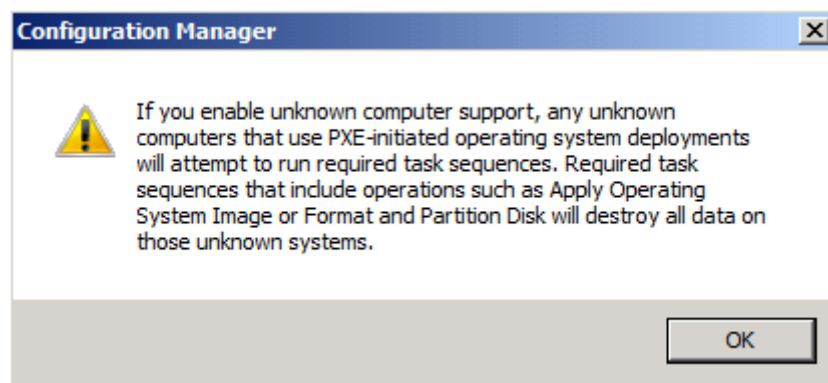 Configuration Manager
If you enable unknown computer support, any unknown
computers that use PXE-initiated operating system deployments
will attempt to run required task sequences. Required task
sequences that include operations such as Apply Operating
System Image or Format and Partition Disk will destroy all data on
those unknown systems.
OK